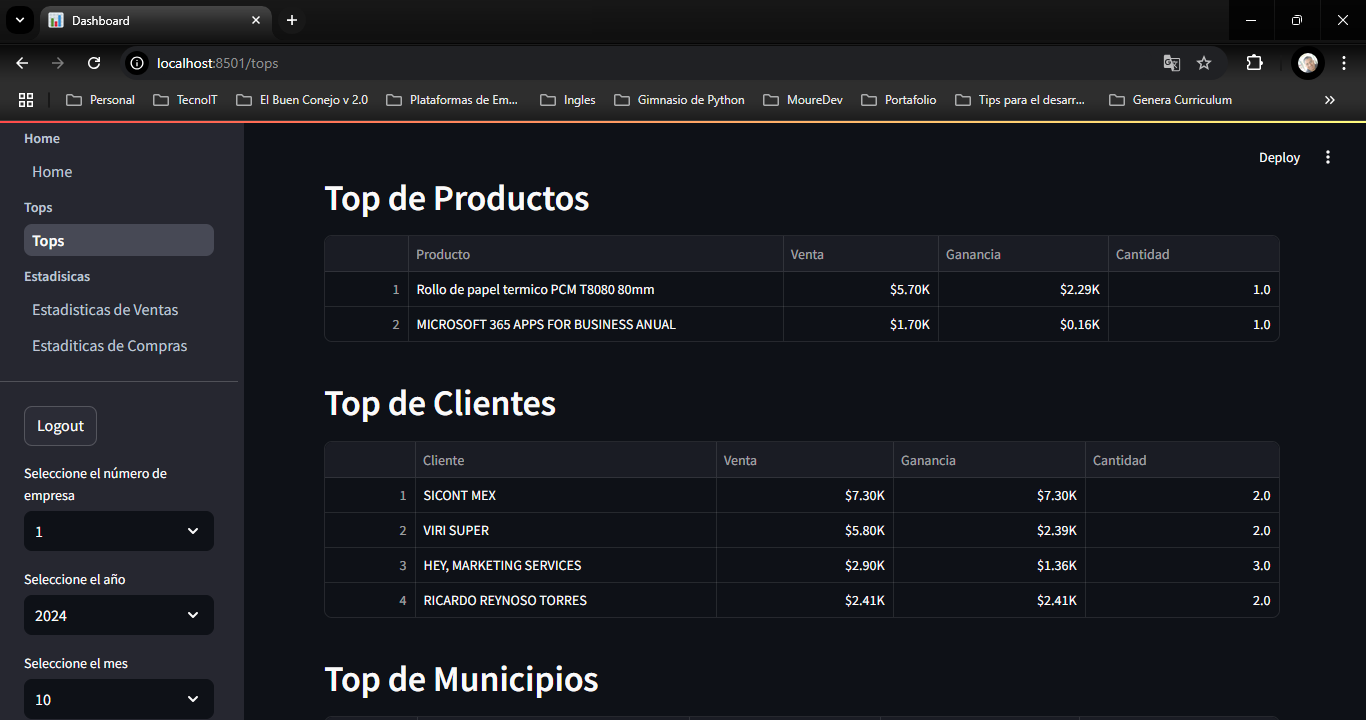 Dashboard
localhost:8501/tops
Personal TecnoIT El Buen Conejo v 2.0 Plataformas de Em... Ingles Gimnasio de Python MoureDev Portafolio Tips para el desarr... Genera Curriculum
Home
Home
Tops
Tops
Estadisicas
Estadisticas de Ventas
Estaditicas de Compras
Logout
Seleccione el número de
empresa
1
Seleccione el año
2024
Seleccione el mes
10
Deploy
Top de Productos
Producto Venta Ganancia Cantidad
1 Rollo de papel termico PCM T8080 80mm $5.70K $2.29K 1.0
2 MICROSOFT 365 APPS FOR BUSINESS ANUAL $1.70K $0.16K 1.0
Top de Clientes
Cliente Venta Ganancia Cantidad
1 SICONT MEX $7.30K $7.30K 2.0
2 VIRI SUPER $5.80K $2.39K 2.0
3 HEY, MARKETING SERVICES $2.90K $1.36K 3.0
4 RICARDO REYNOSO TORRES $2.41K $2.41K 2.0
Top de Municipios